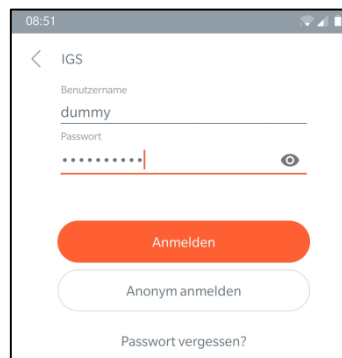 08:51
IGS
Benutzername
dummy
Passwort
••••••••••
Anmelden
Anonym anmelden
Passwort vergessen?